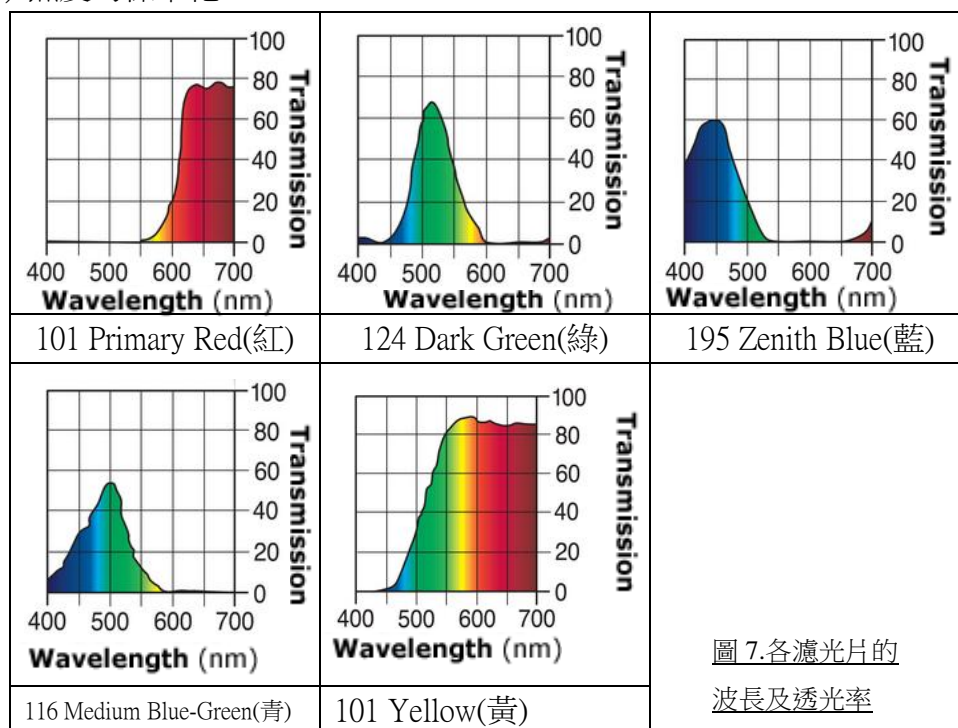 100
80
60
40
20
0
Transmission
400 500 600 700
Wavelength (nm)
101 Primary Red(紅)
100
80
60
40
20
0
Transmission
400 500 600 700
Wavelength (nm)
124 Dark Green(綠)
100
80
60
40
20
0
Transmission
400 500 600 700
Wavelength (nm)
195 Zenith Blue(藍)
100
80
60
40
20
0
Transmission
400 500 600 700
Wavelength (nm)
116 Medium Blue-Green(青)
100
80
60
40
20
0
Transmission
400 500 600 700
Wavelength (nm)
101 Yellow(黃)
圖 7.各濾光片的
波長及透光率